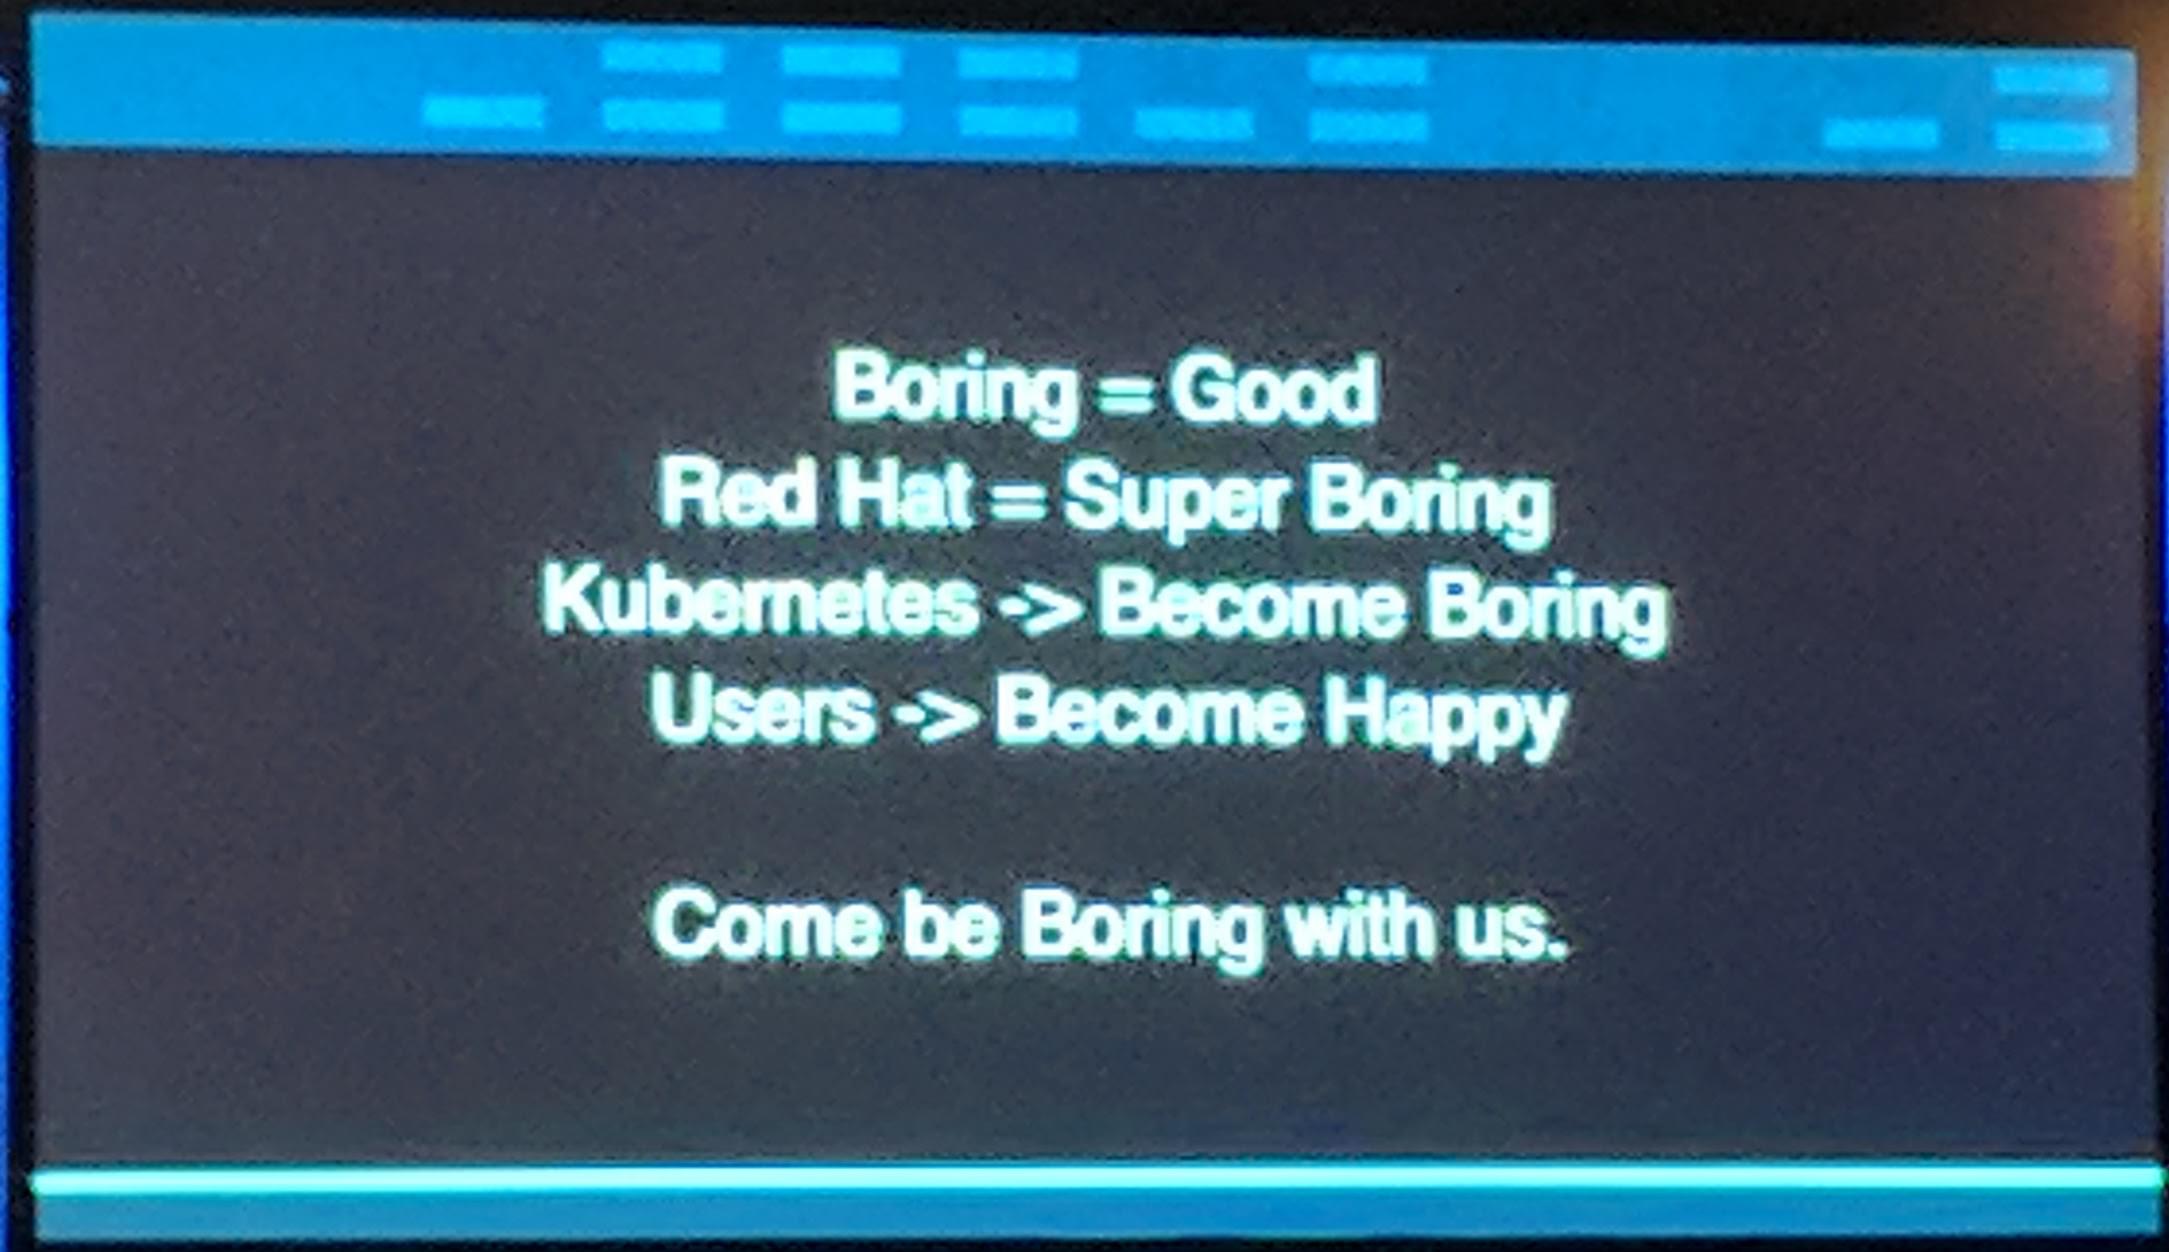 Boring = Good
Red Hat = Super Boring
Kubernetes -> Become Boring
Users -> Become Happy
Come be Boring with us.